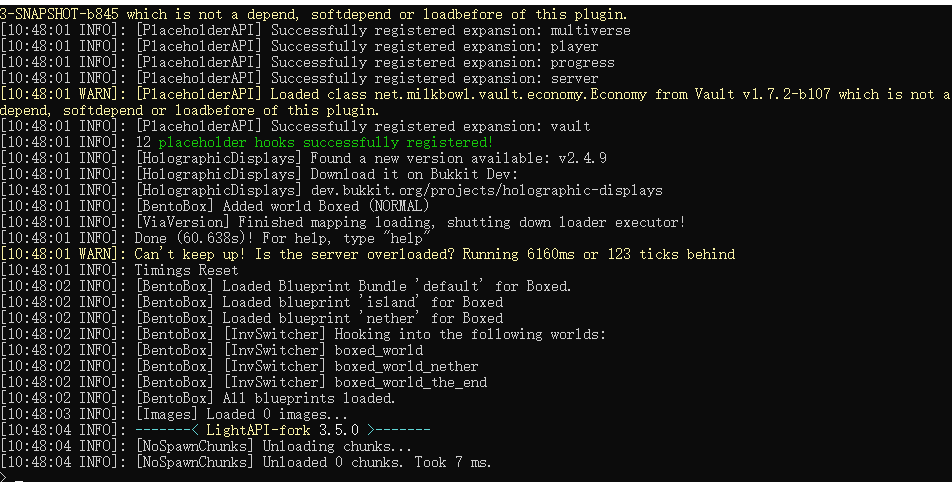 3-SNAPSHOT-b845 which is not a depend, softdepend or loadbefore of this plugin.
[10:48:01 INFO]: [PlaceholderAPI] Successfully registered expansion: multiverse
[10:48:01 INFO]: [PlaceholderAPI] Successfully registered expansion: player
[10:48:01 INFO]: [PlaceholderAPI] Successfully registered expansion: progress
[10:48:01 INFO]: [PlaceholderAPI] Successfully registered expansion: server
[10:48:01 WARN]: [PlaceholderAPI] Loaded class net.milkbowl.vault.economy.Economy from Vault v1.7.2-b107 which is not a
depend, softdepend or loadbefore of this plugin.
[10:48:01 INFO]: [PlaceholderAPI] Successfully registered expansion: vault
[10:48:01 INFO]: 12 placeholder hooks successfully registered!
[10:48:01 INFO]: [HolographicDisplays] Found a new version available: v2.4.9
[10:48:01 INFO]: [HolographicDisplays] Download it on Bukkit Dev:
[10:48:01 INFO]: [HolographicDisplays] dev.bukkit.org/projects/holographic-displays
[10:48:01 INFO]: [BentoBox] Added world Boxed (NORMAL)
[10:48:01 INFO]: [ViaVersion] Finished mapping loading, shutting down loader executor!
[10:48:01 INFO]: Done (60.638s)! For help, type "help"
[10:48:01 WARN]: Can't keep up! Is the server overloaded? Running 6160ms or 123 ticks behind
[10:48:01 INFO]: Timings Reset
[10:48:02 INFO]: [BentoBox] Loaded Blueprint Bundle 'default' for Boxed.
[10:48:02 INFO]: [BentoBox] Loaded blueprint 'island' for Boxed
[10:48:02 INFO]: [BentoBox] Loaded blueprint 'nether' for Boxed
[10:48:02 INFO]: [BentoBox] [InvSwitcher] Hooking into the following worlds:
[10:48:02 INFO]: [BentoBox] [InvSwitcher] boxed_world
[10:48:02 INFO]: [BentoBox] [InvSwitcher] boxed_world_nether
[10:48:02 INFO]: [BentoBox] [InvSwitcher] boxed_world_the_end
[10:48:02 INFO]: [BentoBox] All blueprints loaded.
[10:48:03 INFO]: [Images] Loaded 0 images...
[10:48:04 INFO]: -------< LightAPI-fork 3.5.0 >-------
[10:48:04 INFO]: [NoSpawnChunks] Unloading chunks...
[10:48:04 INFO]: [NoSpawnChunks] Unloaded 0 chunks. Took 7 ms.
> _